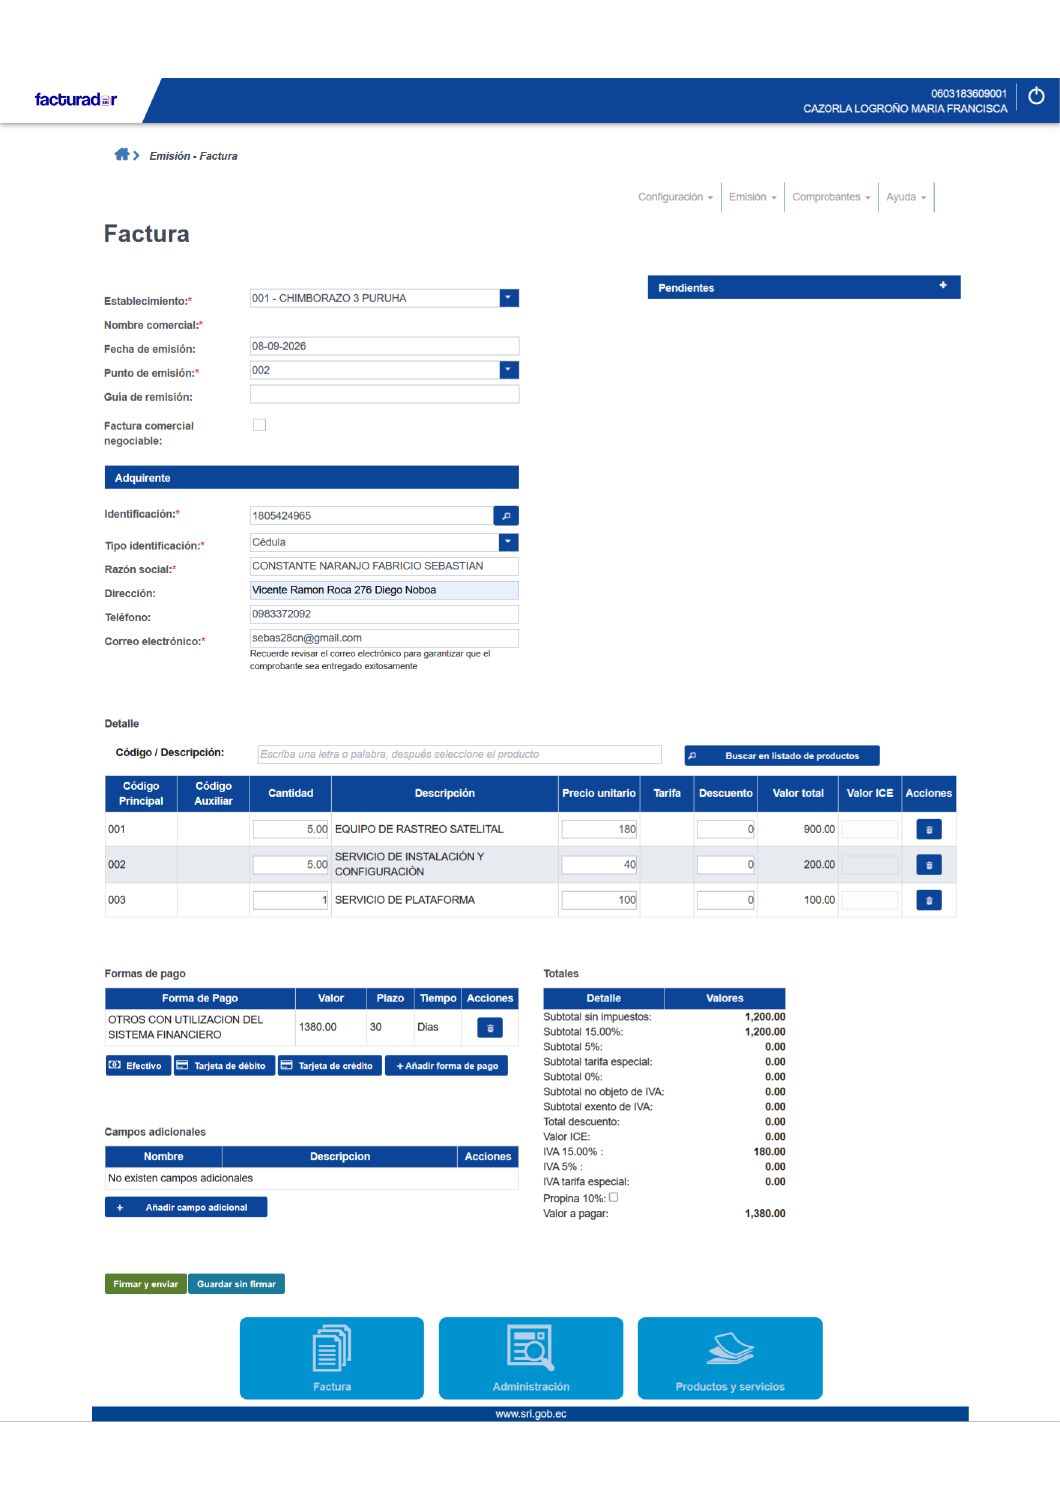 facturador
0603183609001
CAZORLA LOGROÑO MARIA FRANCISCA
Emisión - Factura
Configuración Emisión Comprobantes Ayuda
Factura
Pendientes +
Establecimiento:* 001 - CHIMBORAZO 3 PURUHA
Nombre comercial:*
Fecha de emisión: 08-09-2026
Punto de emisión:* 002
Guía de remisión:
Factura comercial
negociable:
Adquirente
Identificación:* 1805424965
Tipo identificación:* Cédula
Razón social:* CONSTANTE NARANJO FABRICIO SEBASTIAN
Dirección: Vicente Ramon Roca 276 Diego Noboa
Teléfono: 0983372092
Correo electrónico:* sebas28cn@gmail.com
Recuerde revisar el correo electrónico para garantizar que el
comprobante sea entregado exitosamente
Detalle
Código / Descripción: Escriba una letra o palabra, después seleccione el producto Buscar en listado de productos
Código Principal Código Auxiliar Cantidad Descripción Precio unitario Tarifa Descuento Valor total Valor ICE Acciones
001 5.00 EQUIPO DE RASTREO SATELITAL 180 0 900.00
002 5.00 SERVICIO DE INSTALACIÓN Y CONFIGURACIÓN 40 0 200.00
003 1 SERVICIO DE PLATAFORMA 100 0 100.00
Formas de pago
Forma de Pago Valor Plazo Tiempo Acciones
OTROS CON UTILIZACION DEL SISTEMA FINANCIERO 1380.00 30 Dias
Efectivo Tarjeta de débito Tarjeta de crédito + Añadir forma de pago
Campos adicionales
Nombre Descripcion Acciones
No existen campos adicionales
+ Añadir campo adicional
Totales
Detalle Valores
Subtotal sin impuestos: 1,200.00
Subtotal 15.00%: 1,200.00
Subtotal 5%: 0.00
Subtotal tarifa especial: 0.00
Subtotal 0%: 0.00
Subtotal no objeto de IVA: 0.00
Subtotal exento de IVA: 0.00
Total descuento: 0.00
Valor ICE: 0.00
IVA 15.00% : 180.00
IVA 5% : 0.00
IVA tarifa especial: 0.00
Propina 10%:
Valor a pagar: 1,380.00
Firmar y enviar Guardar sin firmar
Factura Administración Productos y servicios
www.sri.gob.ec